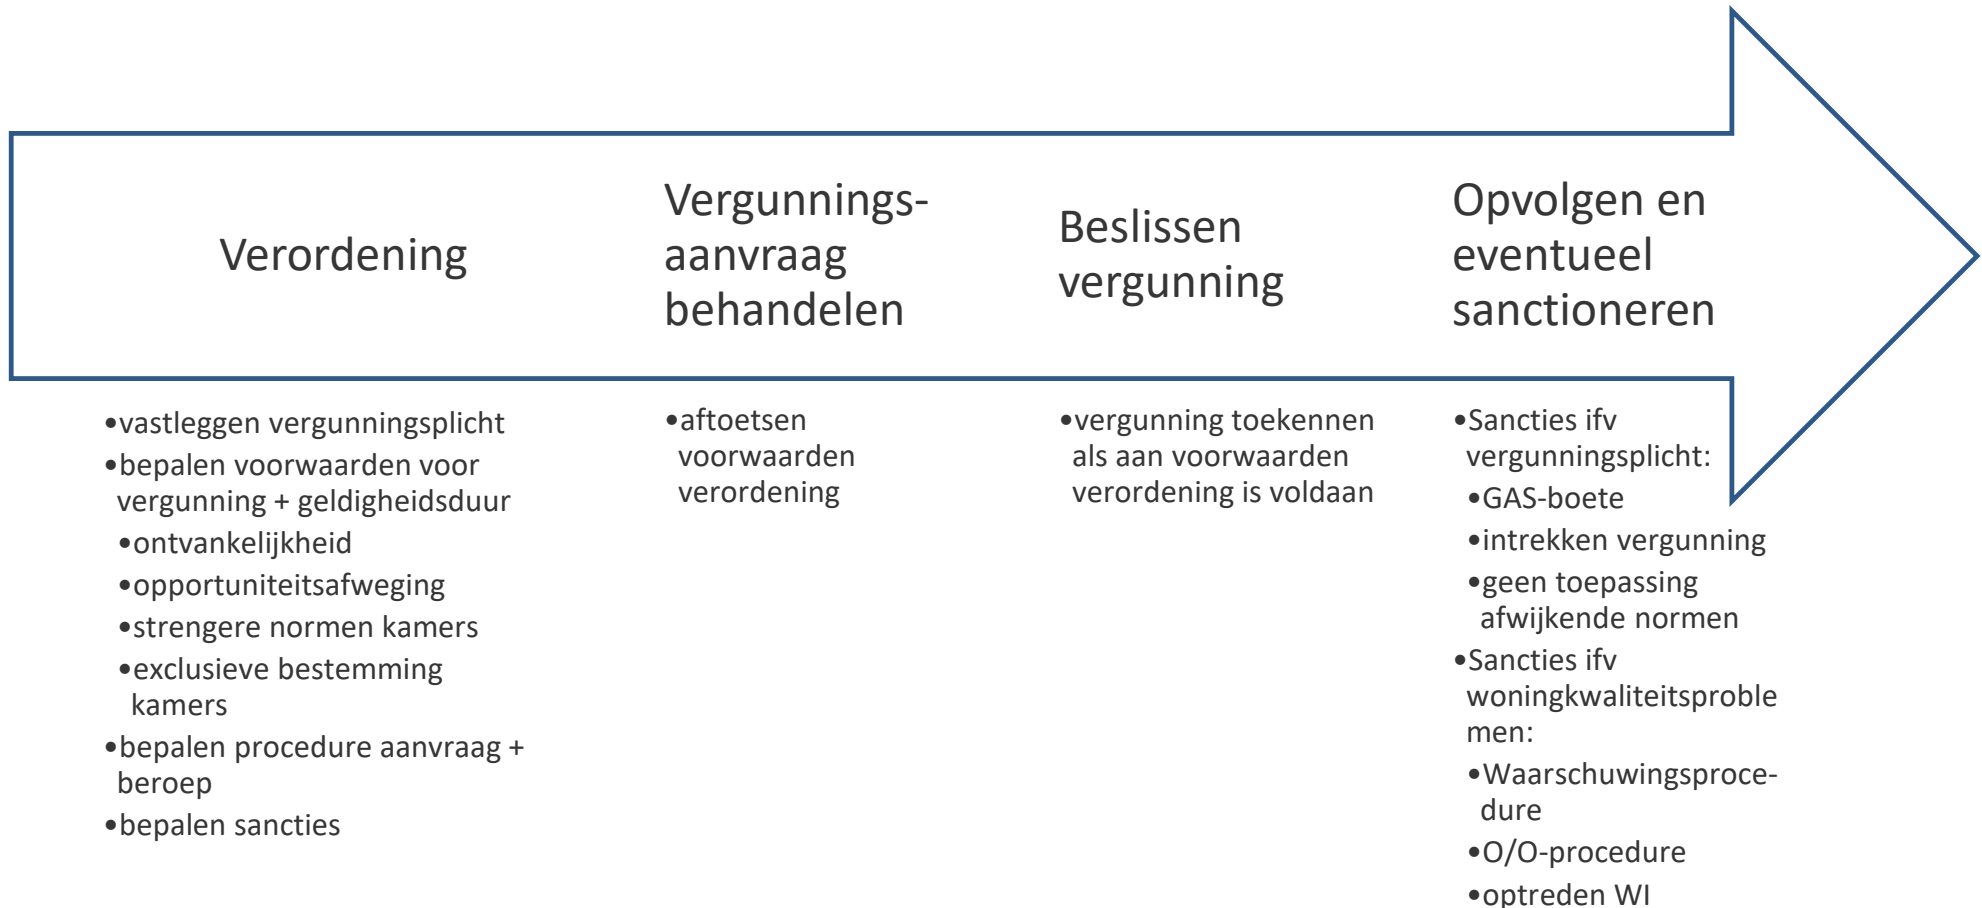 Verordening
Vergunnings-
aanvraag
behandelen
Beslissen
vergunning
Opvolgen en
eventueel
sanctioneren
•vastleggen vergunningsplicht
•bepalen voorwaarden voor
vergunning + geldigheidsduur
•ontvankelijkheid
•opportuniteitsafweging
•strengere normen kamers
•exclusieve bestemming
kamers
•bepalen procedure aanvraag +
beroep
•bepalen sancties
•aftoetsen
voorwaarden
verordening
•vergunning toekennen
als aan voorwaarden
verordening is voldaan
•Sancties ifv
vergunningsplicht:
•GAS-boete
•intrekken vergunning
•geen toepassing
afwijkende normen
•Sancties ifv
woningkwaliteitsproble
men:
•Waarschuwingsproce-
dure
•O/O-procedure
•optreden WI